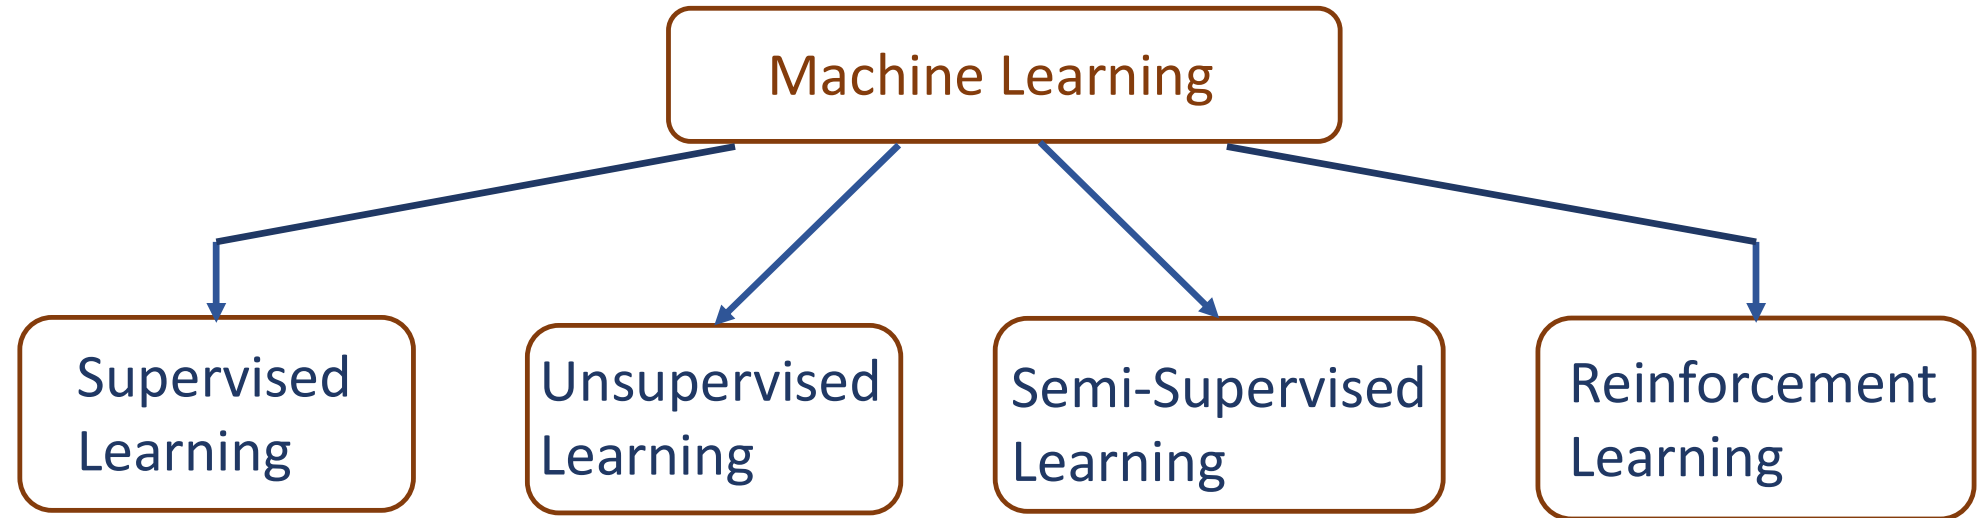 Machine Learning
Supervised
Learning
Unsupervised
Learning
Semi-Supervised
Learning
Reinforcement
Learning